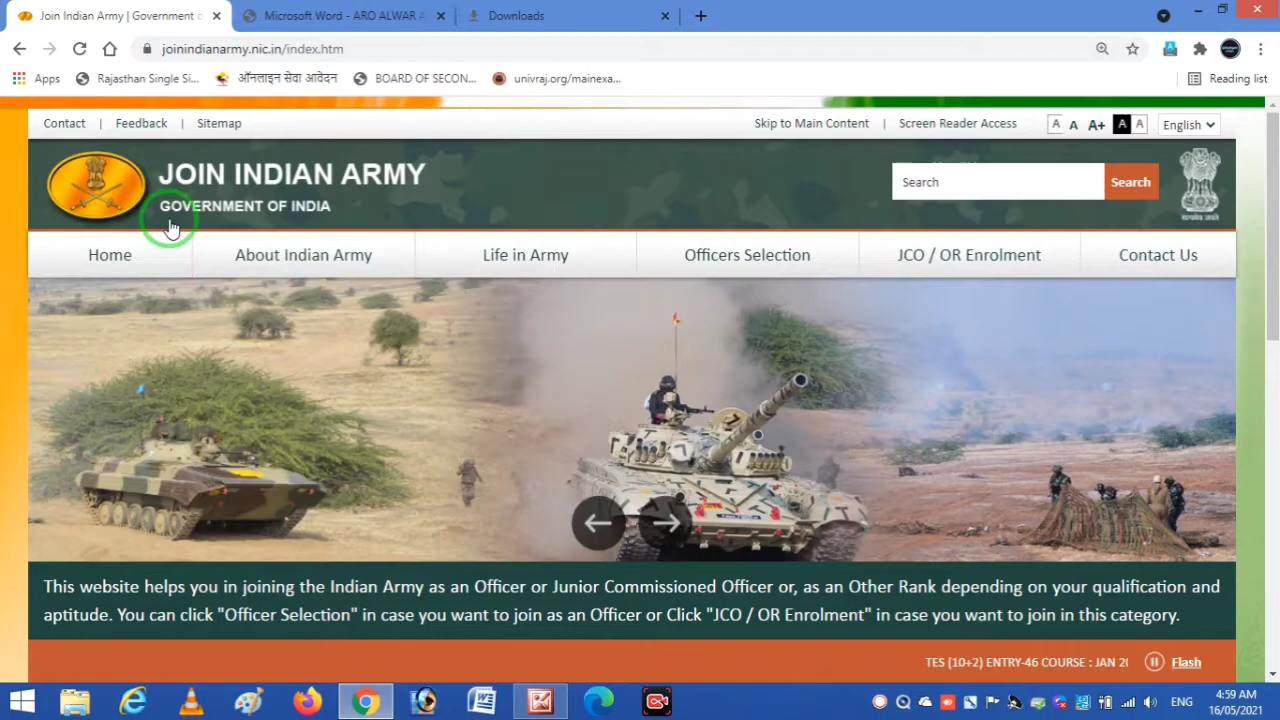 Join Indian Army | Government o
Microsoft Word - ARO ALWAR A
Downloads
joinindianarmy.nic.in/index.htm
Apps
Rajasthan Single Si...
ऑनलाइन सेवा आवेदन
BOARD OF SECON...
univraj.org/mainexa...
Reading list
Contact | Feedback | Sitemap
Skip to Main Content | Screen Reader Access
A A A+ A A English
JOIN INDIAN ARMY
GOVERNMENT OF INDIA
Search Search
सत्यमेव जयते
Home About Indian Army Life in Army Officers Selection JCO / OR Enrolment Contact Us
This website helps you in joining the Indian Army as an Officer or Junior Commissioned Officer or, as an Other Rank depending on your qualification and
aptitude. You can click "Officer Selection" in case you want to join as an Officer or Click "JCO / OR Enrolment" in case you want to join in this category.
TES (10+2) ENTRY-46 COURSE : JAN 2
Flash
ENG
4:59 AM
16/05/2021